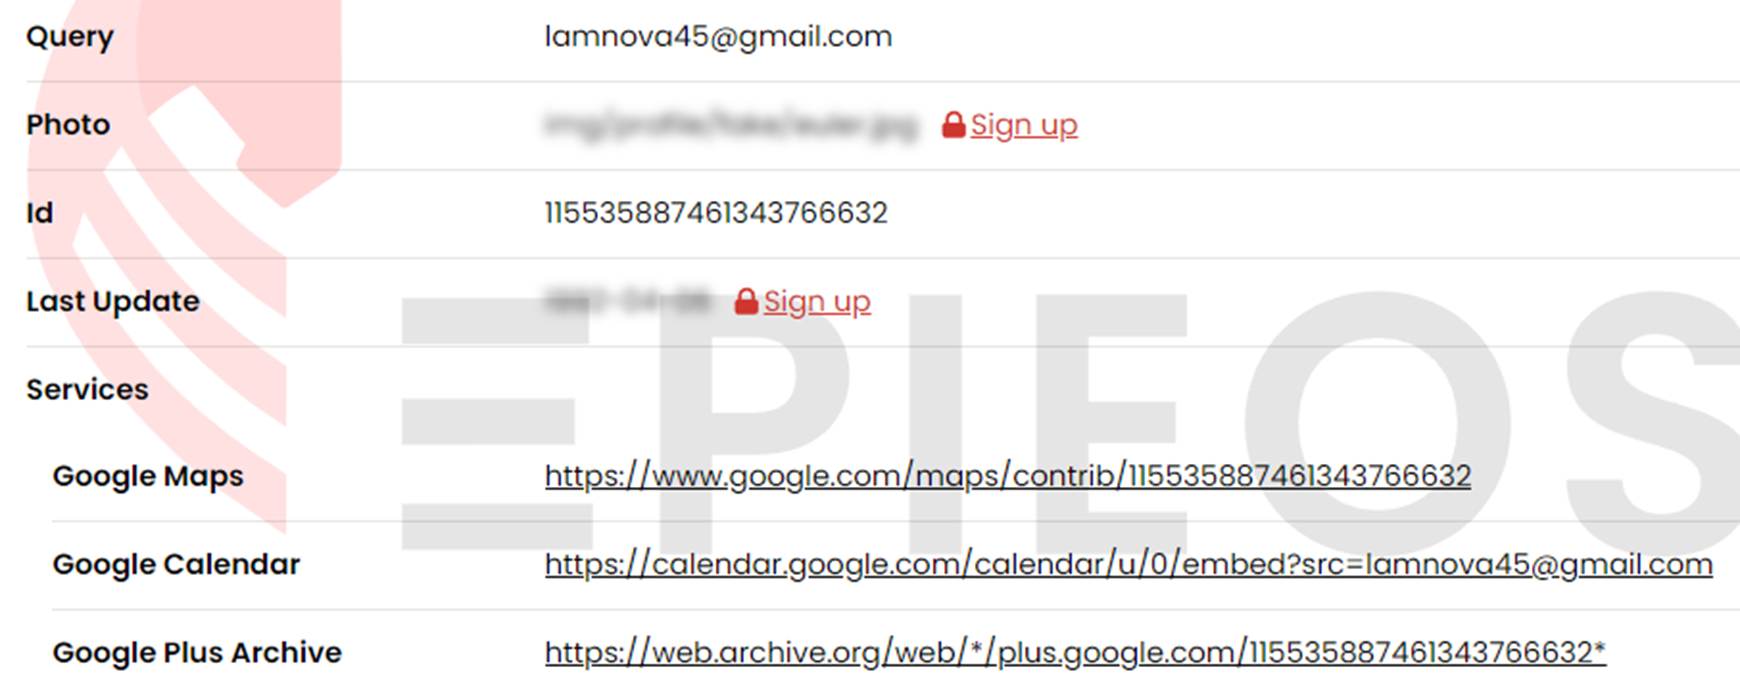 Query lamnova45@gmail.com
Photo Sign up
Id 115535887461343766632
Last Update Sign up
Services
Google Maps https://www.google.com/maps/contrib/115535887461343766632
Google Calendar https://calendar.google.com/calendar/u/0/embed?src=lamnova45@gmail.com
Google Plus Archive https://web.archive.org/web/*/plus.google.com/115535887461343766632*
EPIEOS